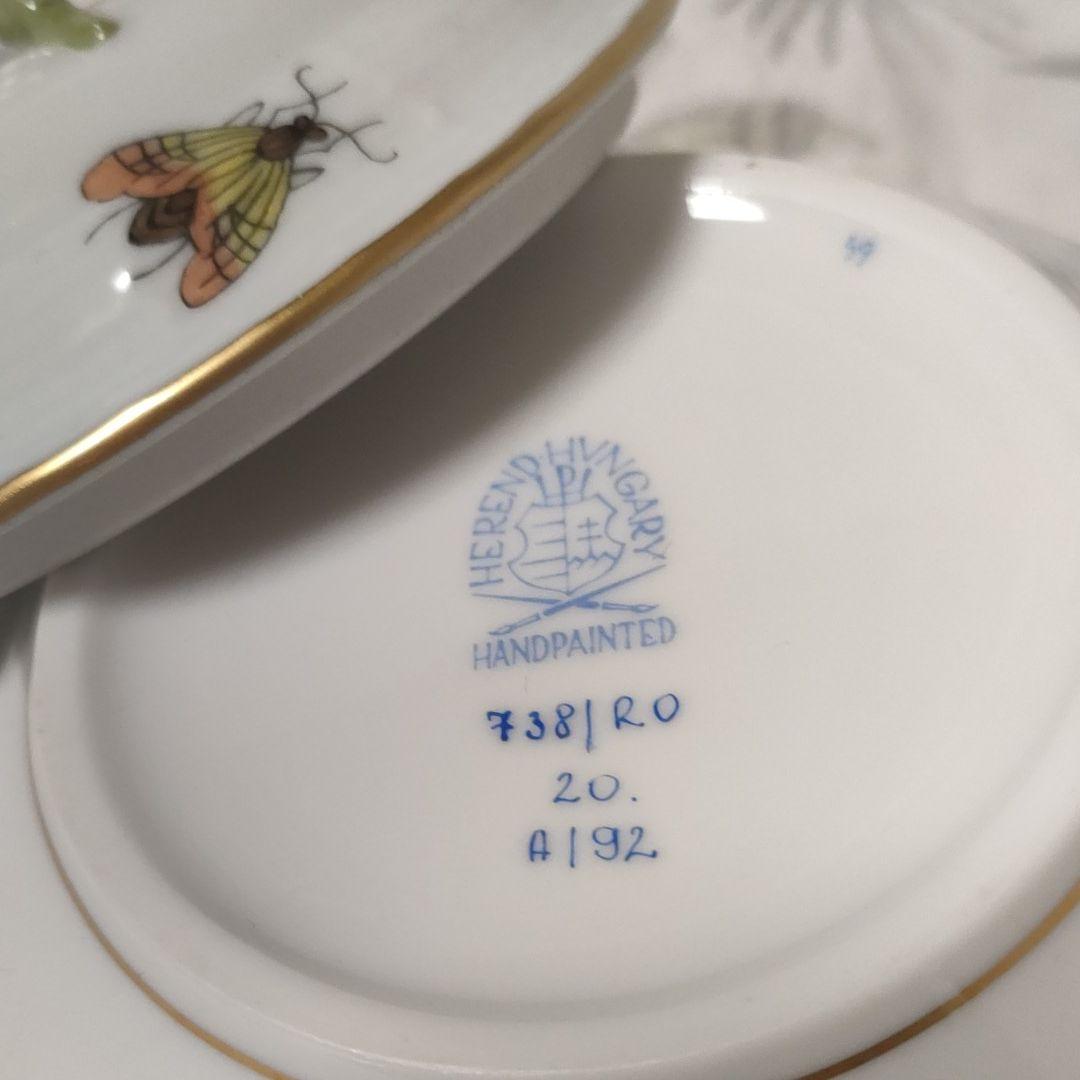 HEREND HVNGARY
HANDPAINTED
738/RO
20.
A/92